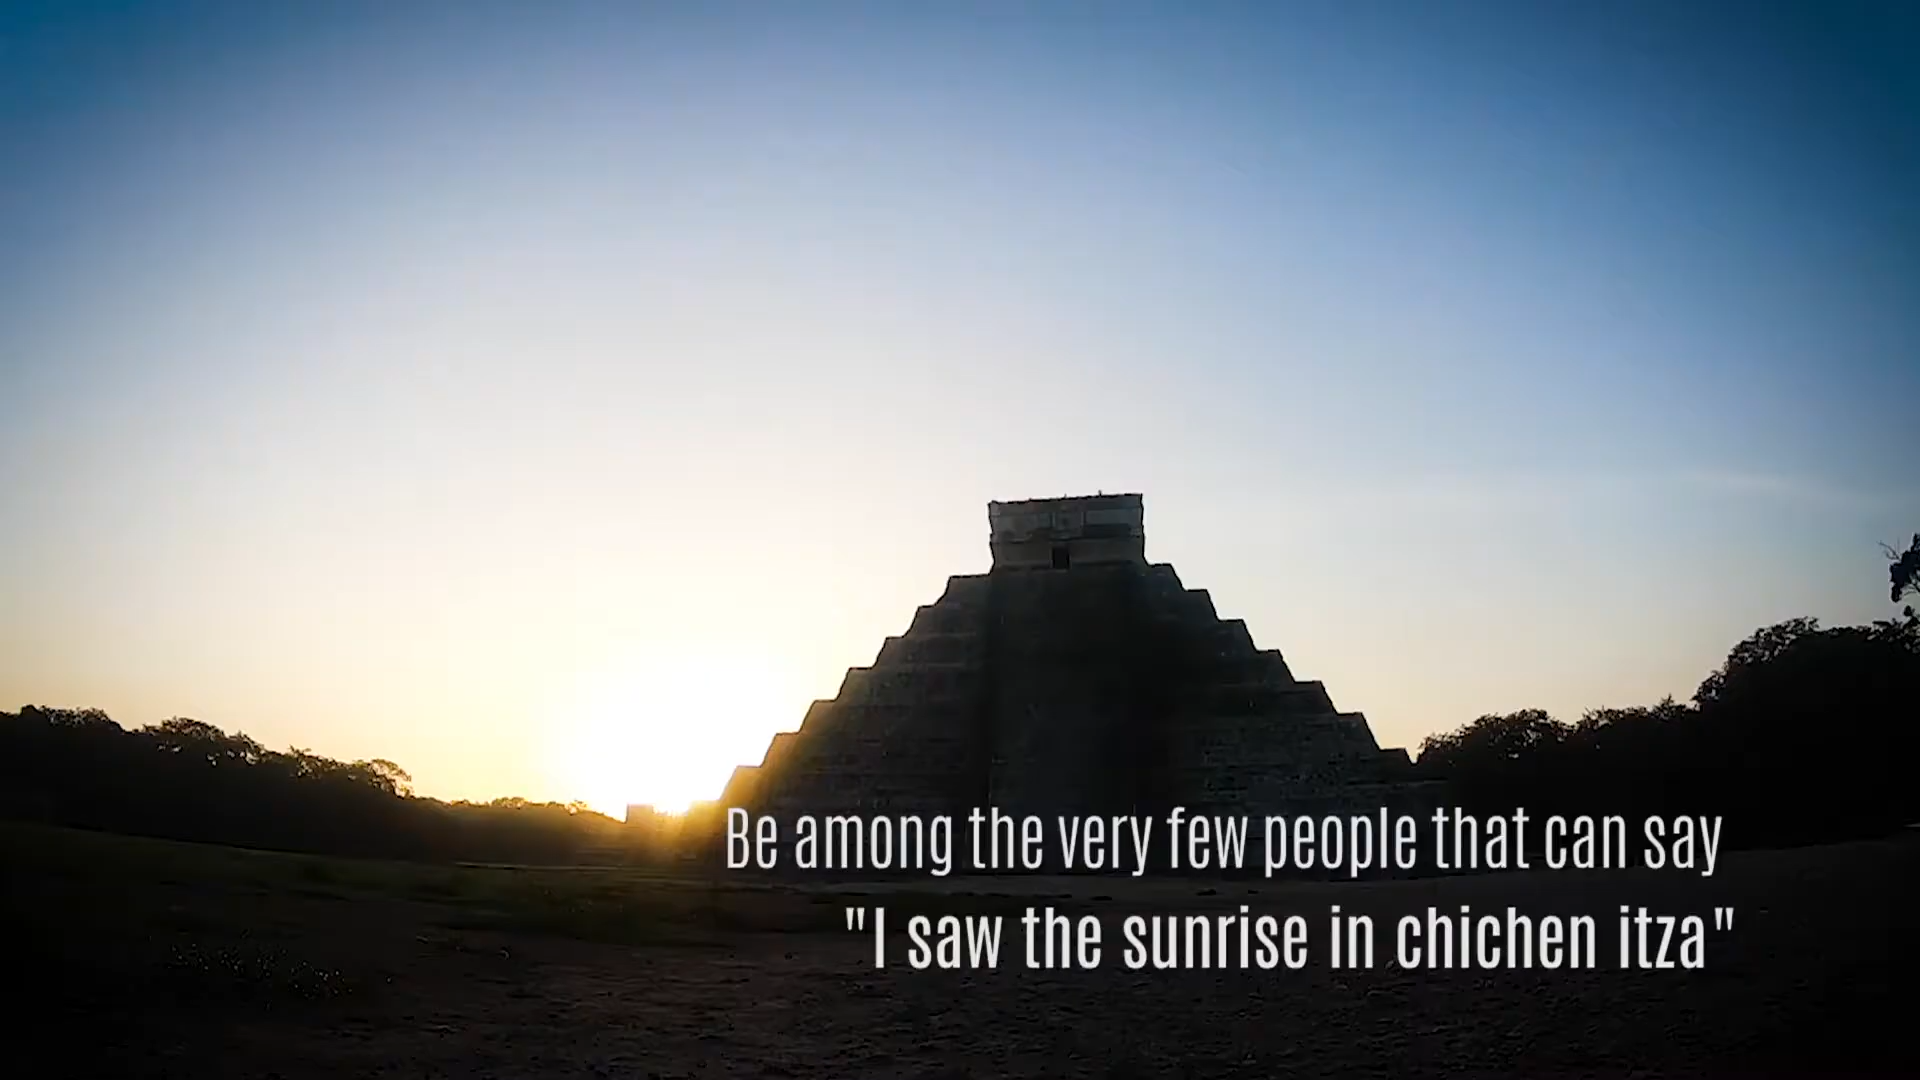 Be among the very few people that can say
"I saw the sunrise in chichen itza"